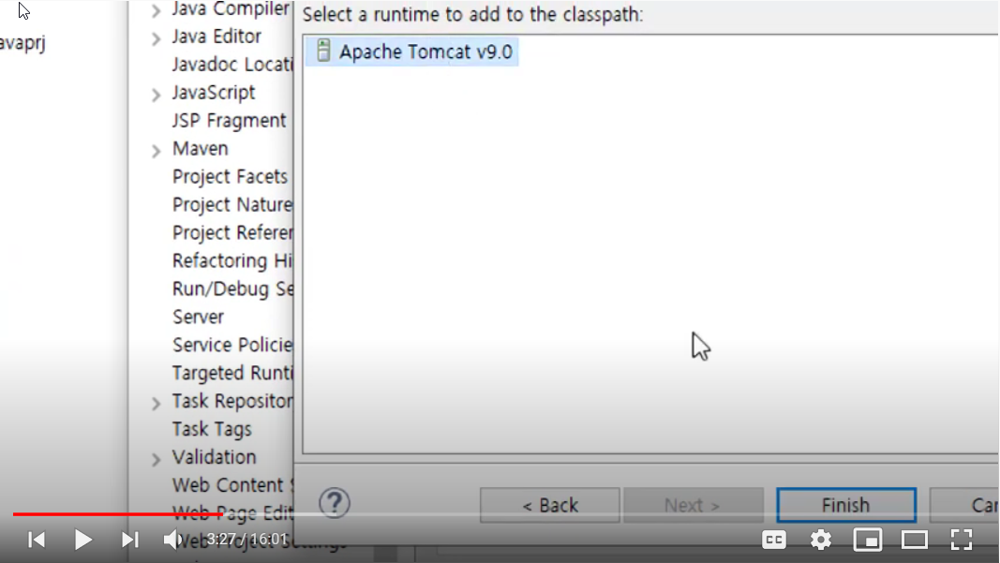 avaprj
Java Compiler
Java Editor
Javadoc Locati
JavaScript
JSP Fragment
Maven
Project Facets
Project Nature
Project Refere
Refactoring Hi
Run/Debug Se
Server
Service Policie
Targeted Runti
Task Repositor
Task Tags
Validation
Web Content S
Web Page Edit
Web Project Settings
Select a runtime to add to the classpath:
Apache Tomcat v9.0
?
< Back
Next >
Finish
Can
3:27 / 16:01
CC